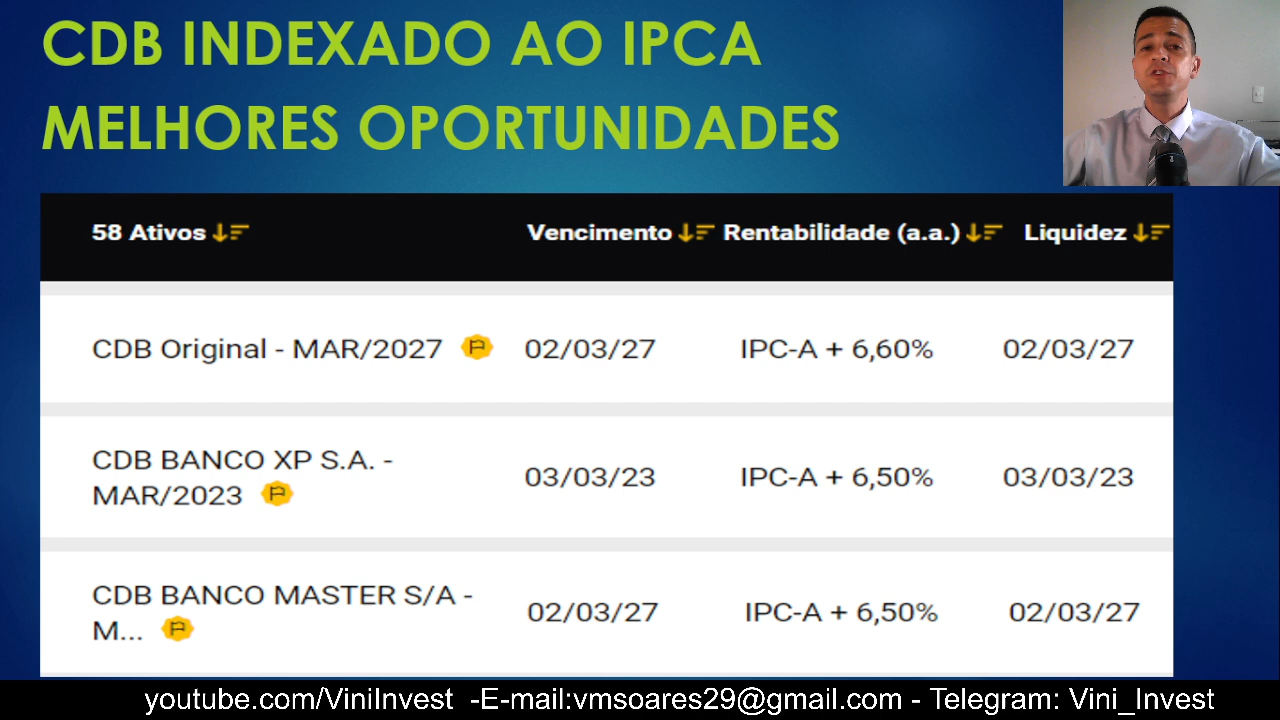 CDB INDEXADO AO IPCA
MELHORES OPORTUNIDADES
58 Ativos Vencimento Rentabilidade (a.a.) Liquidez
CDB Original - MAR/2027 02/03/27 IPC-A + 6,60% 02/03/27
CDB BANCO XP S.A. -
MAR/2023 03/03/23 IPC-A + 6,50% 03/03/23
CDB BANCO MASTER S/A -
M... 02/03/27 IPC-A + 6,50% 02/03/27
youtube.com/ViniInvest -E-mail:vmsoares29@gmail.com - Telegram: Vini_Invest